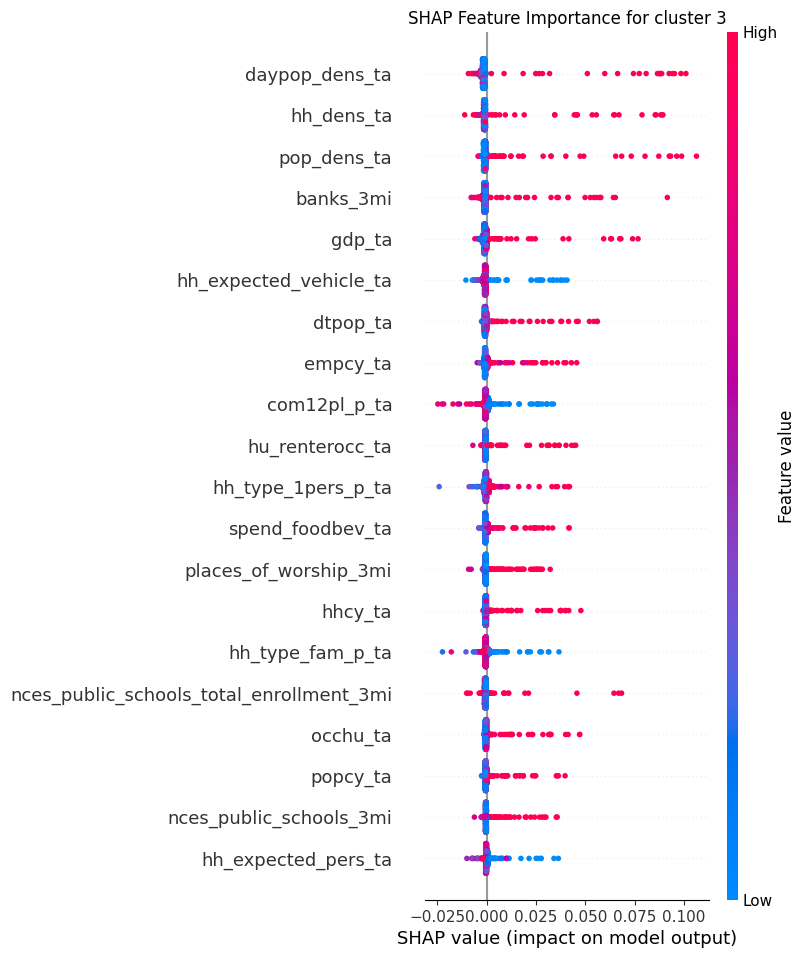 SHAP Feature Importance for cluster 3
High
daypop_dens_ta
hh_dens_ta
pop_dens_ta
banks_3mi
gdp_ta
hh_expected_vehicle_ta
dtpop_ta
empcy_ta
com12pl_p_ta
hu_renterocc_ta
hh_type_1pers_p_ta
spend_foodbev_ta
places_of_worship_3mi
hhcy_ta
hh_type_fam_p_ta
nces_public_schools_total_enrollment_3mi
occhu_ta
popcy_ta
nces_public_schools_3mi
hh_expected_pers_ta
Feature value
Low
−0.025 0.000 0.025 0.050 0.075 0.100
SHAP value (impact on model output)